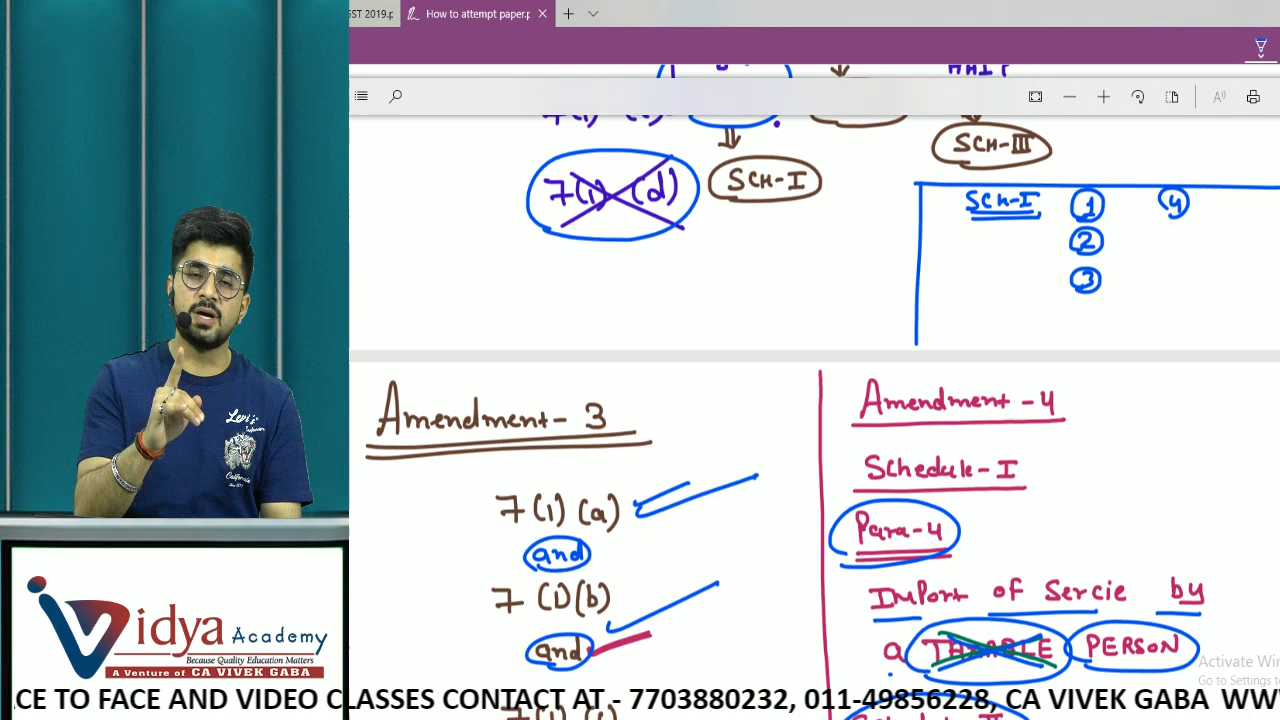 GST 2019.p
How to attempt paper.p
7(1) (d)
SCH-I
SCH-III
SCH-I 1 4
2
3
Amendment - 3
7(1) (a)
and
7(1)(b)
and
Amendment - 4
Schedule-I
Para-4
Import of Sercie by
a TAXABLE PERSON
Activate Win
Go to Settings t
Levi's
California
Vidya Academy
Because Quality Education Matters
A Venture of CA VIVEK GABA
CE TO FACE AND VIDEO CLASSES CONTACT AT - 7703880232, 011-49856228, CA VIVEK GABA WWW